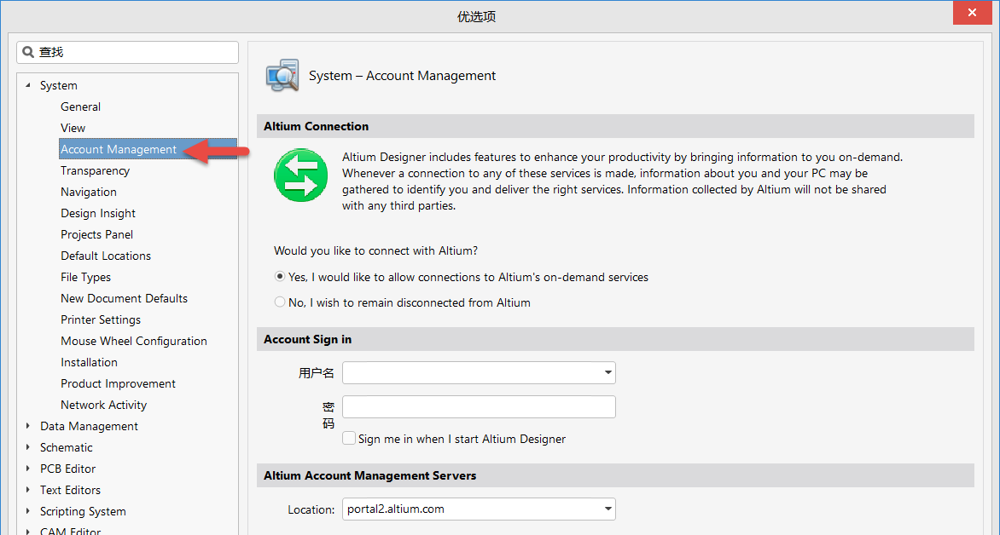 优选项
查找
System
General
View
Account Management
Transparency
Navigation
Design Insight
Projects Panel
Default Locations
File Types
New Document Defaults
Printer Settings
Mouse Wheel Configuration
Installation
Product Improvement
Network Activity
Data Management
Schematic
PCB Editor
Text Editors
Scripting System
CAM Editor
System – Account Management
Altium Connection
Altium Designer includes features to enhance your productivity by bringing information to you on-demand.
Whenever a connection to any of these services is made, information about you and your PC may be
gathered to identify you and deliver the right services. Information collected by Altium will not be shared
with any third parties.
Would you like to connect with Altium?
Yes, I would like to allow connections to Altium's on-demand services
No, I wish to remain disconnected from Altium
Account Sign in
用户名
密
码
Sign me in when I start Altium Designer
Altium Account Management Servers
Location: portal2.altium.com